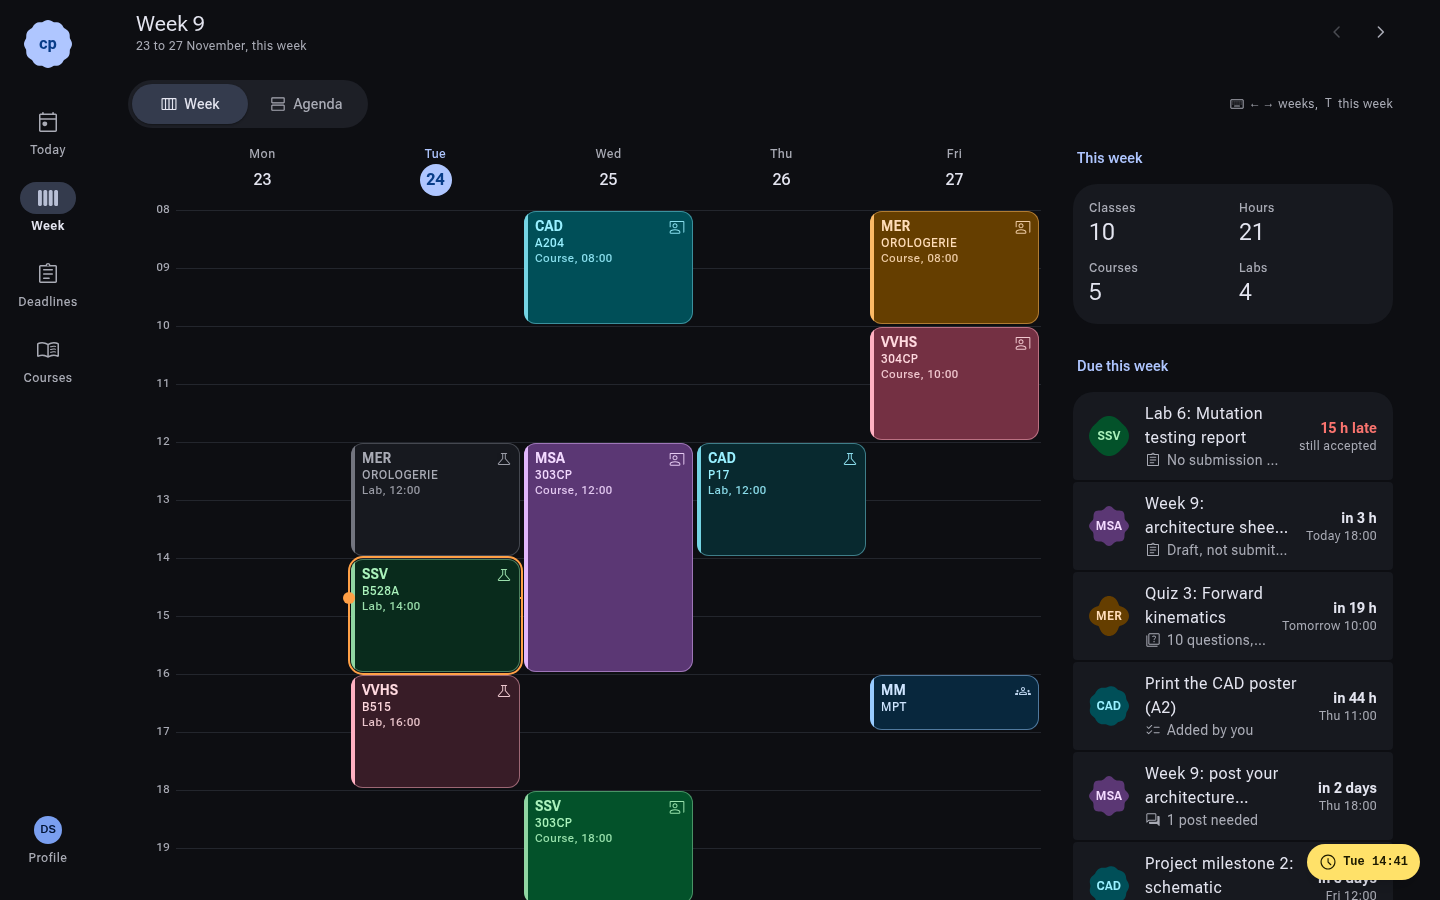 cp
Week 9
23 to 27 November, this week
Week
Agenda
← → weeks, T this week
Today
Week
Deadlines
Courses
DS
Profile
Mon
23
Tue
24
Wed
25
Thu
26
Fri
27
08
09
10
11
12
13
14
15
16
17
18
19
MER
OROLOGERIE
Lab, 12:00
SSV
B528A
Lab, 14:00
VVHS
B515
Lab, 16:00
CAD
A204
Course, 08:00
MSA
303CP
Course, 12:00
SSV
303CP
Course, 18:00
CAD
P17
Lab, 12:00
MER
OROLOGERIE
Course, 08:00
VVHS
304CP
Course, 10:00
MM
MPT
This week
Classes
10
Hours
21
Courses
5
Labs
4
Due this week
SSV
Lab 6: Mutation
testing report
No submission ...
15 h late
still accepted
MSA
Week 9:
architecture shee...
Draft, not submit...
in 3 h
Today 18:00
MER
Quiz 3: Forward
kinematics
10 questions,...
in 19 h
Tomorrow 10:00
CAD
Print the CAD poster
(A2)
Added by you
in 44 h
Thu 11:00
MSA
Week 9: post your
architecture...
1 post needed
in 2 days
Thu 18:00
CAD
Project milestone 2:
schematic
Fri 12:00
Tue 14:41